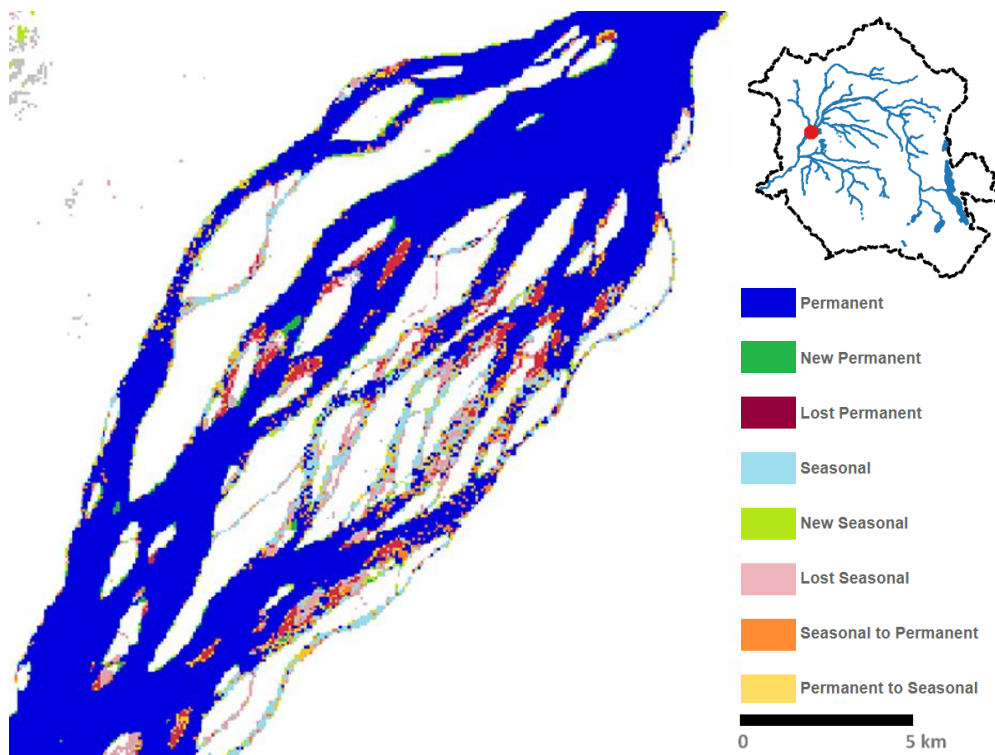 Permanent
New Permanent
Lost Permanent
Seasonal
New Seasonal
Lost Seasonal
Seasonal to Permanent
Permanent to Seasonal
0 5 km